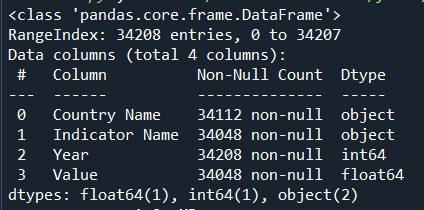 <class 'pandas.core.frame.DataFrame'>
RangeIndex: 34208 entries, 0 to 34207
Data columns (total 4 columns):
 #   Column          Non-Null Count  Dtype
---  ------          --------------  -----
 0   Country Name    34112 non-null  object
 1   Indicator Name  34048 non-null  object
 2   Year            34208 non-null  int64
 3   Value           34048 non-null  float64
dtypes: float64(1), int64(1), object(2)